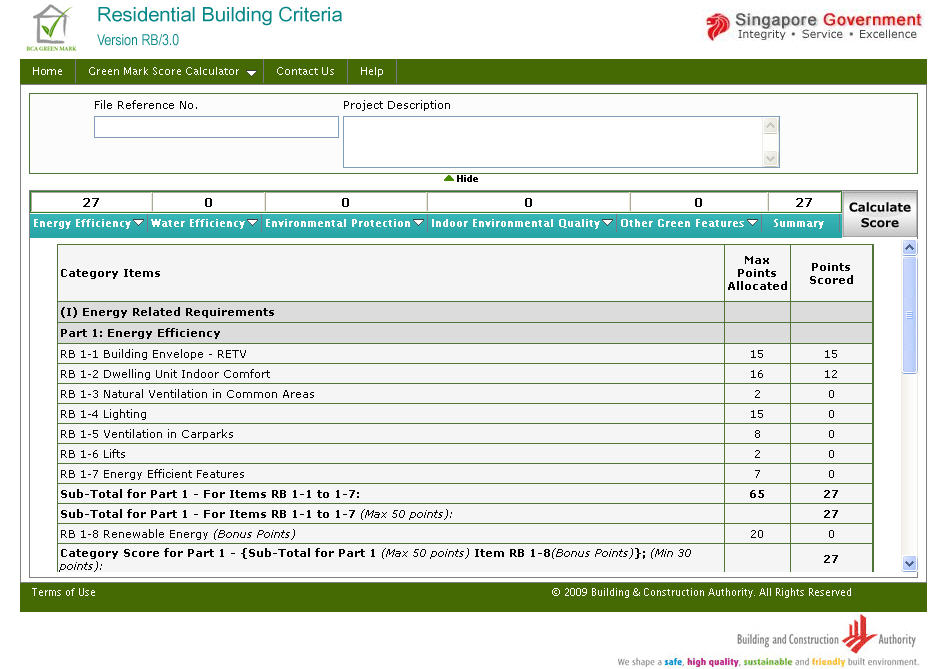 BCA GREEN MARK
Residential Building Criteria
Version RB/3.0
Singapore Government
Integrity • Service • Excellence
Home
Green Mark Score Calculator
Contact Us
Help
File Reference No.
Project Description
Hide
27 0 0 0 0 27
Energy Efficiency Water Efficiency Environmental Protection Indoor Environmental Quality Other Green Features Summary
Calculate
Score
Category Items
Max
Points
Allocated
Points
Scored
(I) Energy Related Requirements
Part 1: Energy Efficiency
RB 1-1 Building Envelope - RETV 15 15
RB 1-2 Dwelling Unit Indoor Comfort 16 12
RB 1-3 Natural Ventilation in Common Areas 2 0
RB 1-4 Lighting 15 0
RB 1-5 Ventilation in Carparks 8 0
RB 1-6 Lifts 2 0
RB 1-7 Energy Efficient Features 7 0
Sub-Total for Part 1 - For Items RB 1-1 to 1-7: 65 27
Sub-Total for Part 1 - For Items RB 1-1 to 1-7 (Max 50 points): 27
RB 1-8 Renewable Energy (Bonus Points) 20 0
Category Score for Part 1 - {Sub-Total for Part 1 (Max 50 points) Item RB 1-8(Bonus Points)}; (Min 30
points): 27
Terms of Use
© 2009 Building & Construction Authority. All Rights Reserved
Building and Construction Authority
We shape a safe, high quality, sustainable and friendly built environment.